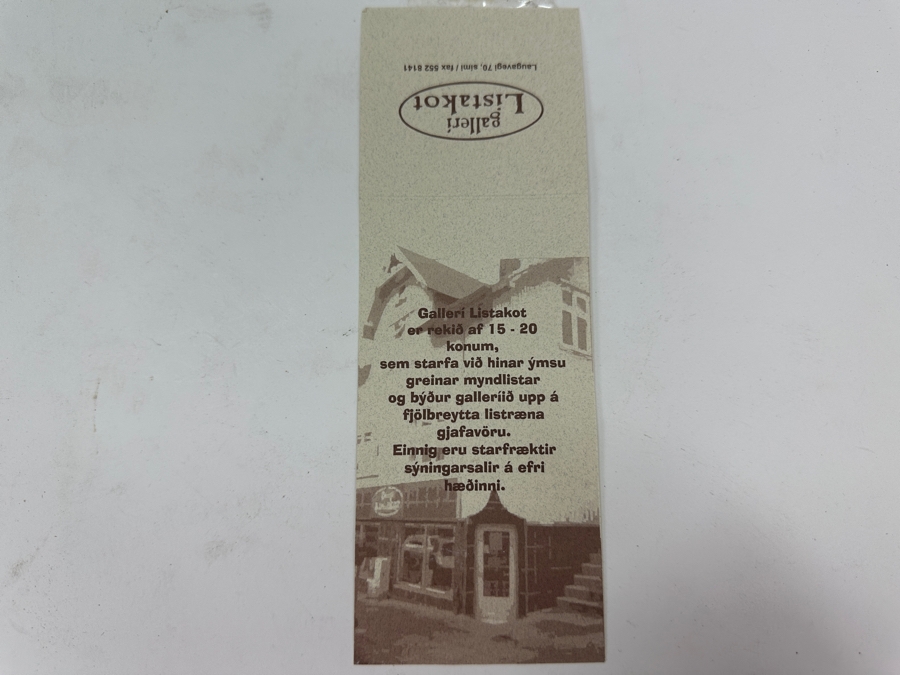 gallerí
Listakot
Laugavegi 70, sími / fax 552 8141
Gallerí Listakot
er rekið af 15 - 20
konum,
sem starfa við hinar ýmsu
greinar myndlistar
og býður galleríið upp á
fjölbreytta listræna
gjafavöru.
Einnig eru starfræktir
sýningarsalir á efri
hæðinni.